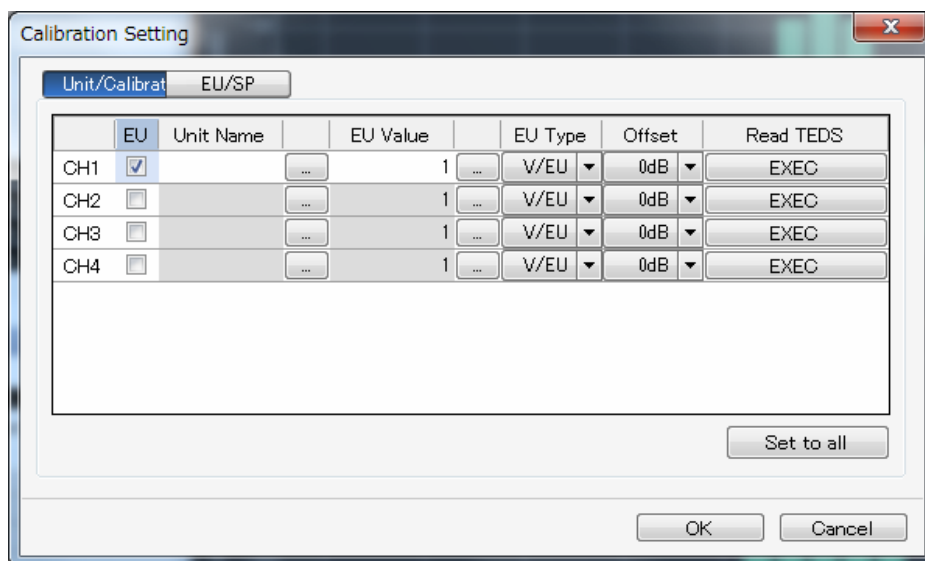 Calibration Setting
Unit/Calibrat EU/SP
EU Unit Name EU Value EU Type Offset Read TEDS
CH1 ... 1 ... V/EU 0dB EXEC
CH2 ... 1 ... V/EU 0dB EXEC
CH3 ... 1 ... V/EU 0dB EXEC
CH4 ... 1 ... V/EU 0dB EXEC
Set to all
OK Cancel